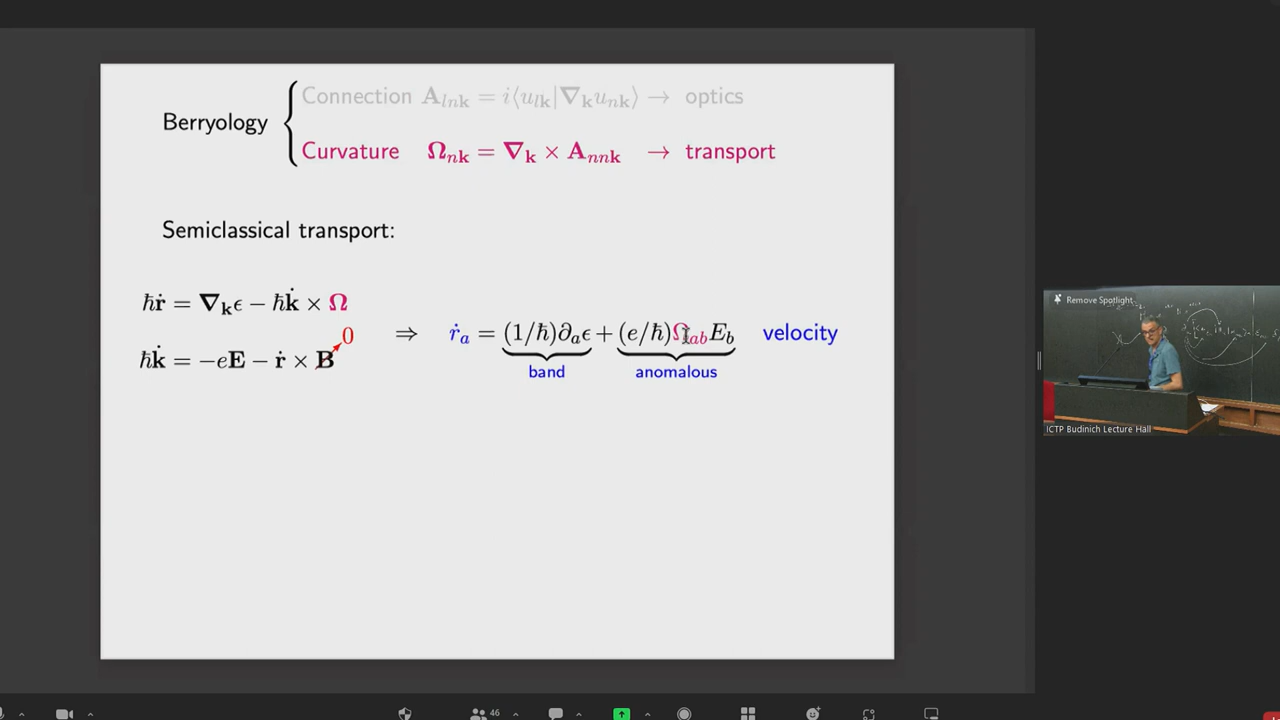 Berryology
Connection A_{lnk} = i⟨u_{lk}|∇_k u_{nk}⟩ → optics
Curvature Ω_{nk} = ∇_k × A_{nnk} → transport
Semiclassical transport:
ħṙ = ∇_k ϵ − ħk̇ × Ω
ħk̇ = −eE − ṙ × B 0
⇒ ṙ_a = (1/ħ)∂_a ϵ + (e/ħ)Ω_{ab}E_b velocity
band anomalous
Remove Spotlight
ICTP Budinich Lecture Hall
46